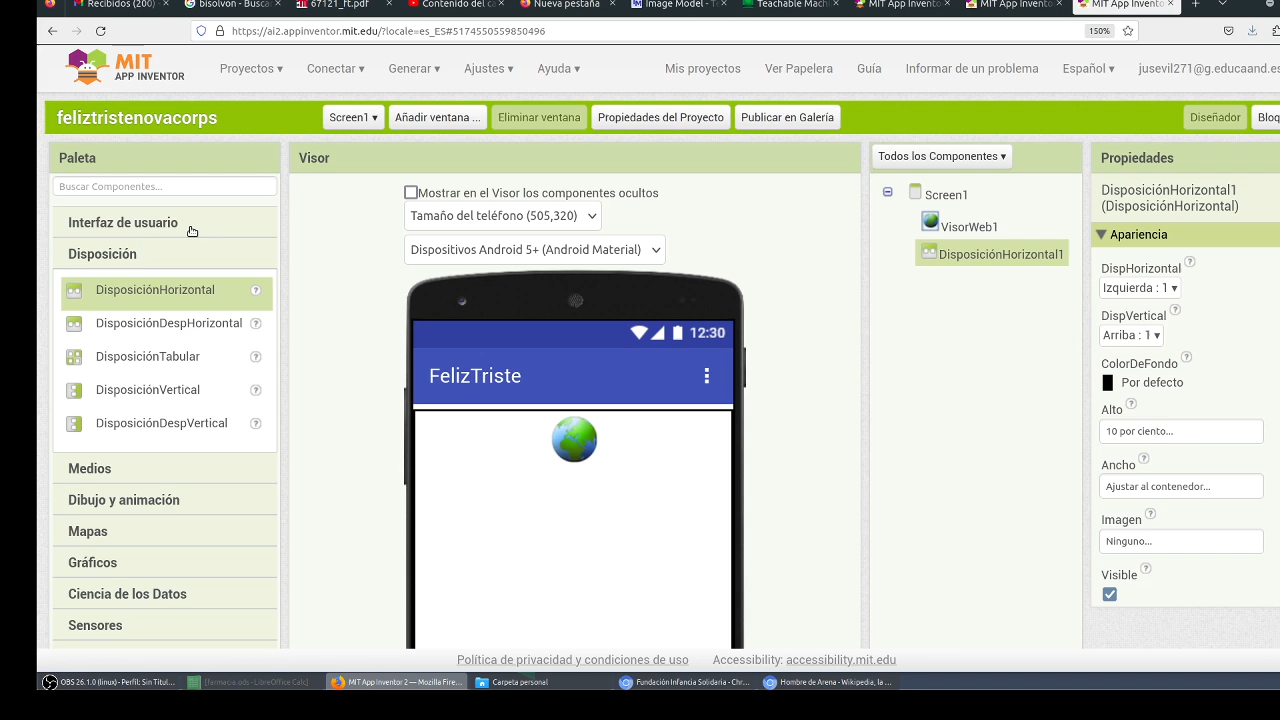 Recibidos (200)
bisolvon - Busca
67121_ft.pdf
Contenido del ca
Nueva pestaña
Image Model - Te
Teachable Machi
MIT App Invento
MIT App Invento
MIT App Invento
https://ai2.appinventor.mit.edu/?locale=es_ES#5174550559850496
150%
MIT
APP INVENTOR
Proyectos ▾
Conectar ▾
Generar ▾
Ajustes ▾
Ayuda ▾
Mis proyectos
Ver Papelera
Guía
Informar de un problema
Español ▾
jusevil271@g.educaand.es
feliztristenovacorps
Screen1 ▾
Añadir ventana ...
Eliminar ventana
Propiedades del Proyecto
Publicar en Galería
Diseñador
Bloq
Paleta
Buscar Componentes...
Interfaz de usuario
Disposición
DisposiciónHorizontal ?
DisposiciónDespHorizontal ?
DisposiciónTabular ?
DisposiciónVertical ?
DisposiciónDespVertical ?
Medios
Dibujo y animación
Mapas
Gráficos
Ciencia de los Datos
Sensores
Visor
Mostrar en el Visor los componentes ocultos
Tamaño del teléfono (505,320)
Dispositivos Android 5+ (Android Material)
12:30
FelizTriste
Todos los Componentes ▾
Screen1
VisorWeb1
DisposiciónHorizontal1
Propiedades
DisposiciónHorizontal1
(DisposiciónHorizontal)
Apariencia
DispHorizontal ?
Izquierda : 1 ▾
DispVertical ?
Arriba : 1 ▾
ColorDeFondo ?
Por defecto
Alto ?
10 por ciento...
Ancho ?
Ajustar al contenedor...
Imagen ?
Ninguno...
Visible ?
Política de privacidad y condiciones de uso
Accessibility: accessibility.mit.edu
OBS 26.1.0 (linux) - Perfil: Sin Títul...
[farmacia.ods - LibreOffice Calc]
MIT App Inventor 2 — Mozilla Firef...
Carpeta personal
Fundación Infancia Solidaria - Chr...
Hombre de Arena - Wikipedia, la ...